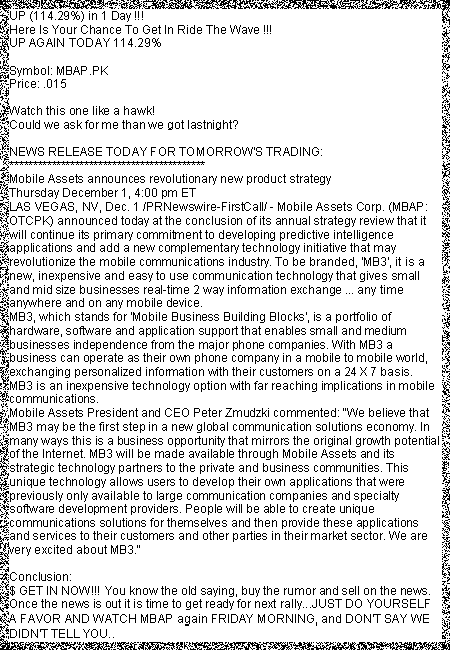 UP (114.29%) in 1 Day !!!
Here Is Your Chance To Get In Ride The Wave !!!
UP AGAIN TODAY 114.29%
Symbol: MBAP.PK
Price: .015
Watch this one like a hawk!
Could we ask for me than we got lastnight?
NEWS RELEASE TODAY FOR TOMORROW'S TRADING:
****************************************
Mobile Assets announces revolutionary new product strategy
Thursday December 1, 4:00 pm ET
LAS VEGAS, NV, Dec. 1 /PRNewswire-FirstCall/ - Mobile Assets Corp. (MBAP:
OTCPK) announced today at the conclusion of its annual strategy review that it
will continue its primary commitment to developing predictive intelligence
applications and add a new complementary technology initiative that may
revolutionize the mobile communications industry. To be branded, 'MB3', it is a
new, inexpensive and easy to use communication technology that gives small
and mid size businesses real-time 2 way information exchange ... any time
anywhere and on any mobile device.
MB3, which stands for 'Mobile Business Building Blocks', is a portfolio of
hardware, software and application support that enables small and medium
businesses independence from the major phone companies. With MB3 a
business can operate as their own phone company in a mobile to mobile world,
exchanging personalized information with their customers on a 24 X 7 basis.
MB3 is an inexpensive technology option with far reaching implications in mobile
communications.
Mobile Assets President and CEO Peter Zmudzki commented: "We believe that
MB3 may be the first step in a new global communication solutions economy. In
many ways this is a business opportunity that mirrors the original growth potential
of the Internet. MB3 will be made available through Mobile Assets and its
strategic technology partners to the private and business communities. This
unique technology allows users to develop their own applications that were
previously only available to large communication companies and specialty
software development providers. People will be able to create unique
communications solutions for themselves and then provide these applications
and services to their customers and other parties in their market sector. We are
very excited about MB3."
Conclusion:
$ GET IN NOW!!! You know the old saying, buy the rumor and sell on the news.
Once the news is out it is time to get ready for next rally...JUST DO YOURSELF
A FAVOR AND WATCH MBAP again FRIDAY MORNING, and DON'T SAY WE
DIDN'T TELL YOU..